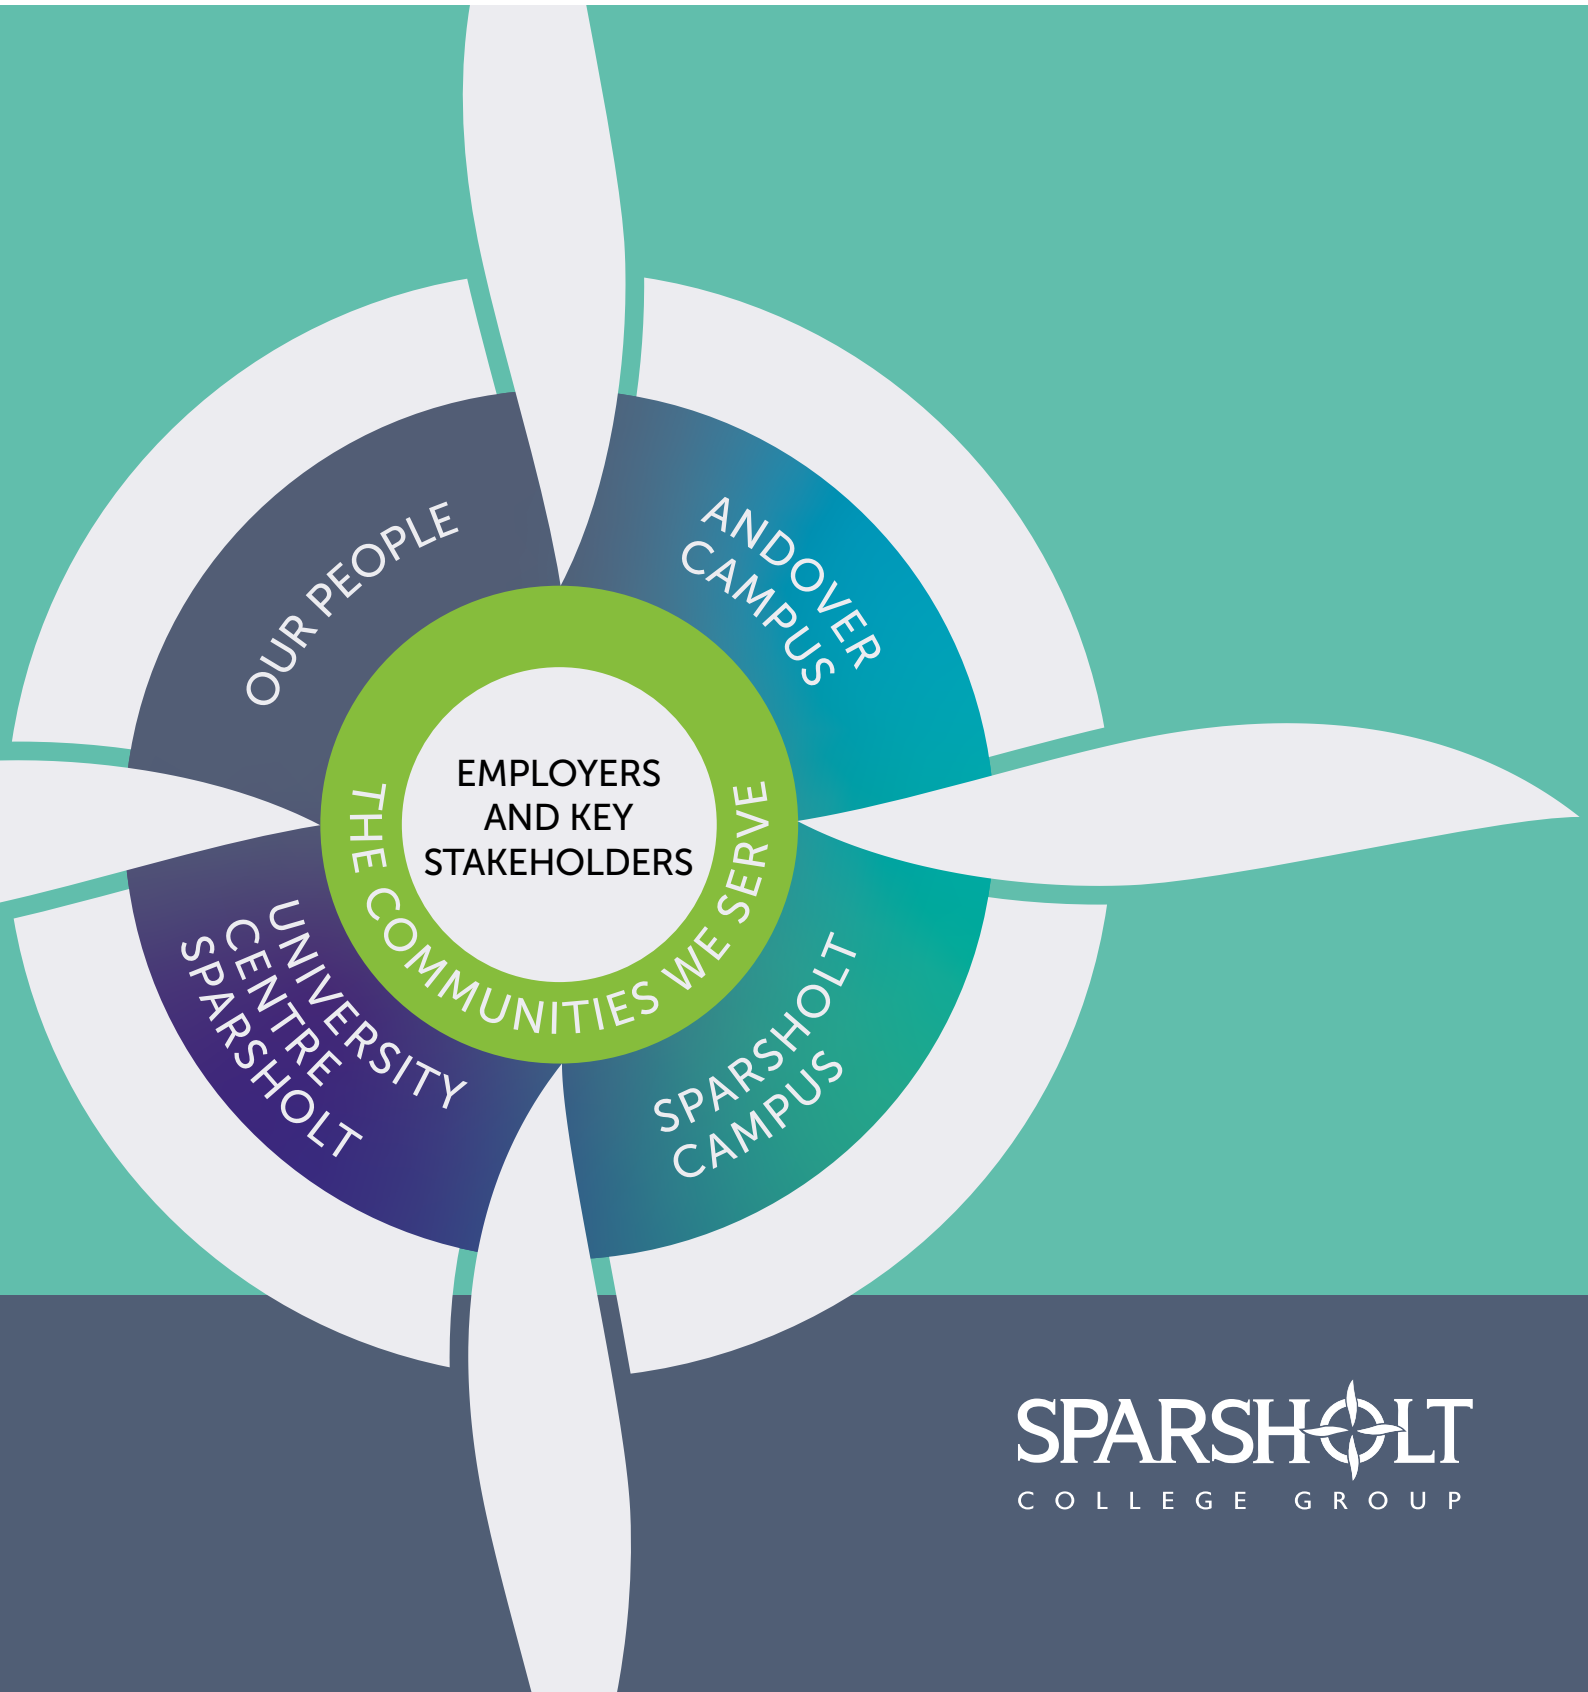 OUR PEOPLE
ANDOVER
CAMPUS
EMPLOYERS
AND KEY
STAKEHOLDERS
THE COMMUNITIES WE SERVE
UNIVERSITY
CENTRE
SPARSHOLT
SPARSHOLT
CAMPUS
SPARSHOLT
COLLEGE GROUP